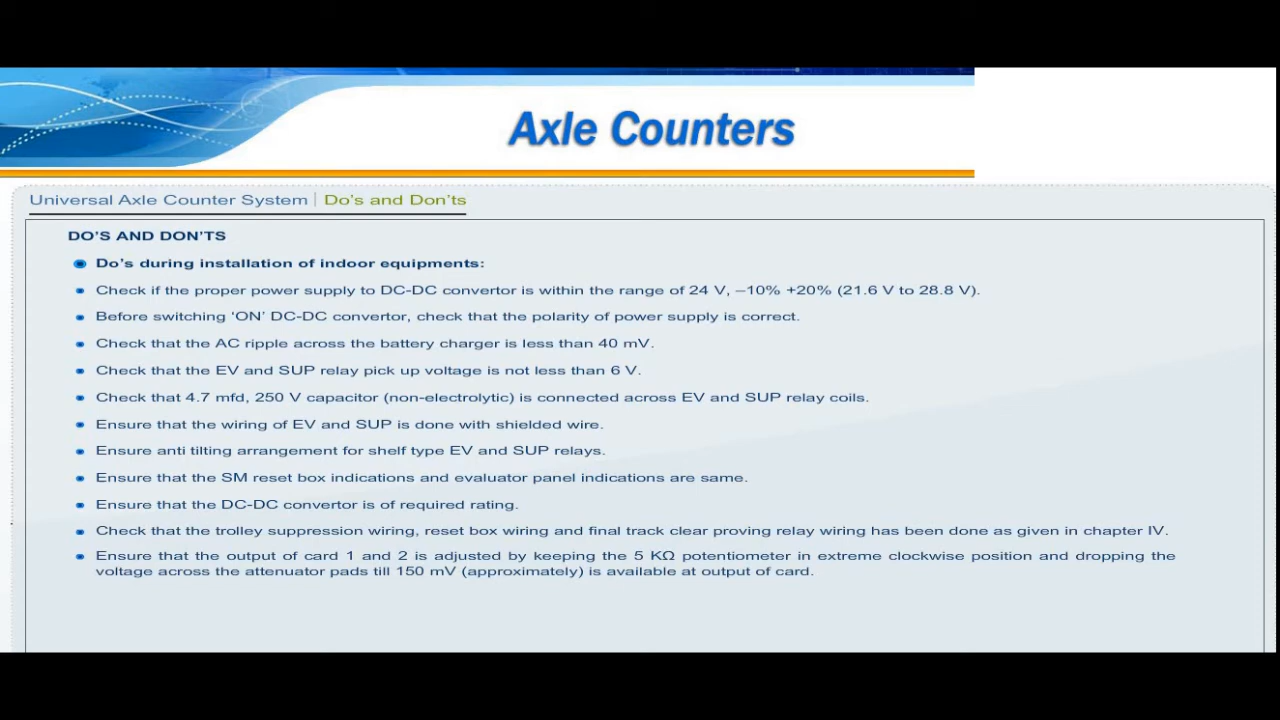 Axle Counters
Universal Axle Counter System | Do's and Don'ts
DO'S AND DON'TS
Do's during installation of indoor equipments:
Check if the proper power supply to DC-DC convertor is within the range of 24 V, –10% +20% (21.6 V to 28.8 V).
Before switching ‘ON’ DC-DC convertor, check that the polarity of power supply is correct.
Check that the AC ripple across the battery charger is less than 40 mV.
Check that the EV and SUP relay pick up voltage is not less than 6 V.
Check that 4.7 mfd, 250 V capacitor (non-electrolytic) is connected across EV and SUP relay coils.
Ensure that the wiring of EV and SUP is done with shielded wire.
Ensure anti tilting arrangement for shelf type EV and SUP relays.
Ensure that the SM reset box indications and evaluator panel indications are same.
Ensure that the DC-DC convertor is of required rating.
Check that the trolley suppression wiring, reset box wiring and final track clear proving relay wiring has been done as given in chapter IV.
Ensure that the output of card 1 and 2 is adjusted by keeping the 5 KΩ potentiometer in extreme clockwise position and dropping the
voltage across the attenuator pads till 150 mV (approximately) is available at output of card.